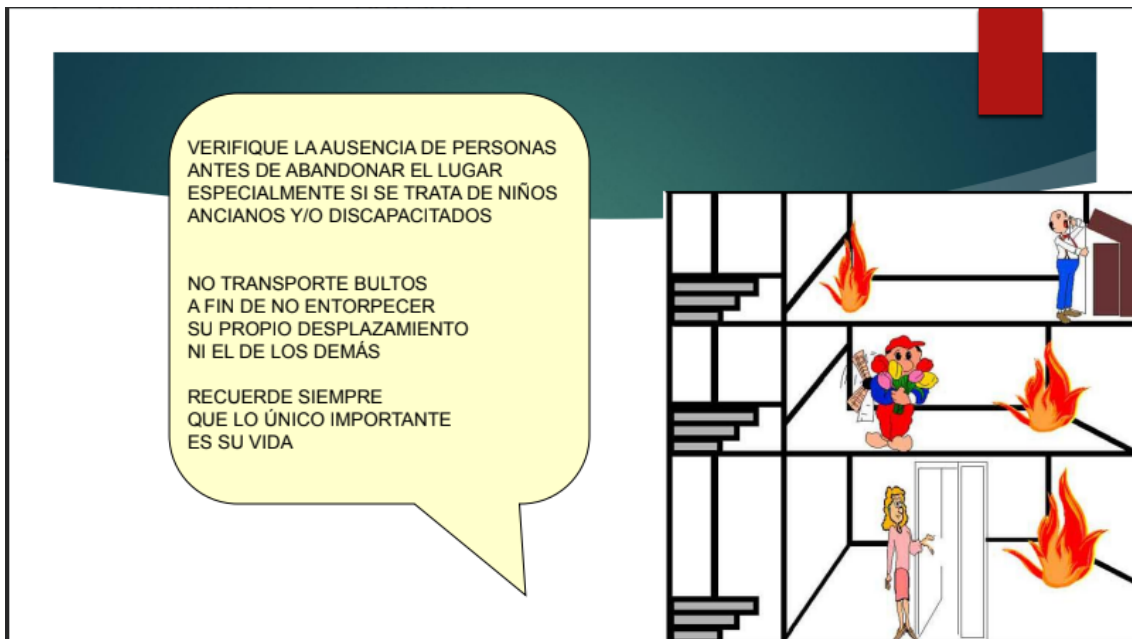 VERIFIQUE LA AUSENCIA DE PERSONAS
ANTES DE ABANDONAR EL LUGAR
ESPECIALMENTE SI SE TRATA DE NIÑOS
ANCIANOS Y/O DISCAPACITADOS
NO TRANSPORTE BULTOS
A FIN DE NO ENTORPECER
SU PROPIO DESPLAZAMIENTO
NI EL DE LOS DEMÁS
RECUERDE SIEMPRE
QUE LO ÚNICO IMPORTANTE
ES SU VIDA